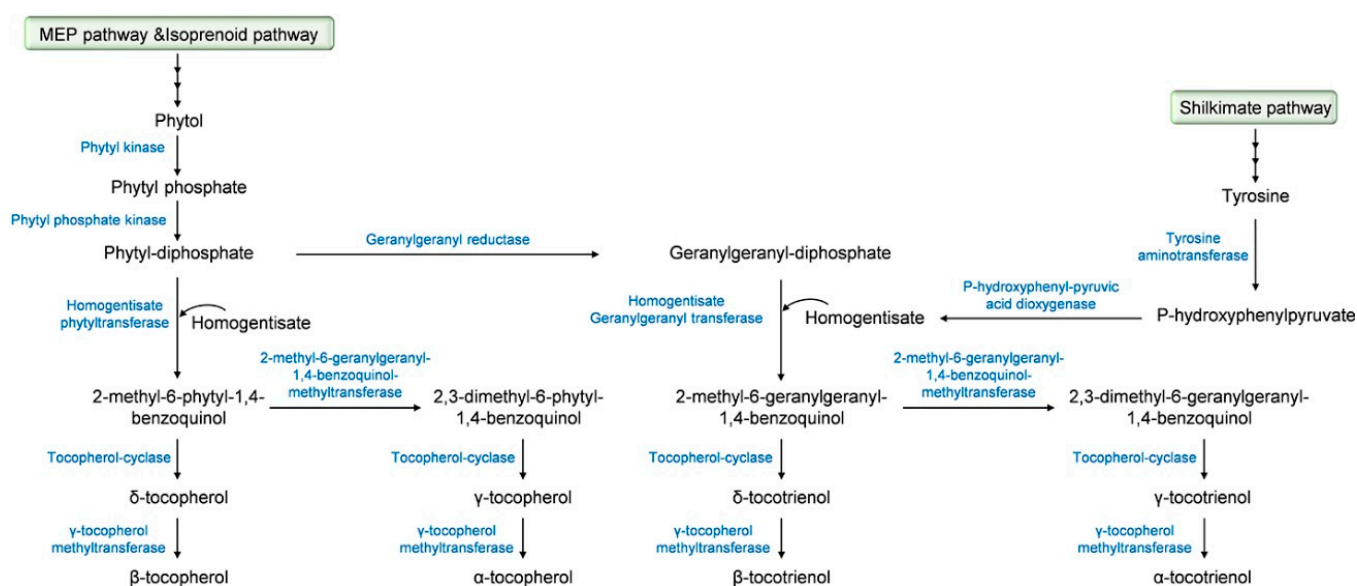 MEP pathway &Isoprenoid pathway
Shilkimate pathway
Phytol
Phytyl kinase
Phytyl phosphate
Tyrosine
Phytyl phosphate kinase
Phytyl-diphosphate
Geranylgeranyl reductase
Geranylgeranyl-diphosphate
Tyrosine
aminotransferase
Homogentisate
phytyltransferase
Homogentisate
Homogentisate
Geranylgeranyl transferase
Homogentisate
P-hydroxyphenyl-pyruvic
acid dioxygenase
P-hydroxyphenylpyruvate
2-methyl-6-phytyl-1,4-
benzoquinol
2-methyl-6-geranylgeranyl-
1,4-benzoquinol-
methyltransferase
2,3-dimethyl-6-phytyl-
1,4-benzoquinol
2-methyl-6-geranylgeranyl-
1,4-benzoquinol
2-methyl-6-geranylgeranyl-
1,4-benzoquinol-
methyltransferase
2,3-dimethyl-6-geranylgeranyl-
1,4-benzoquinol
Tocopherol-cyclase
Tocopherol-cyclase
Tocopherol-cyclase
Tocopherol-cyclase
δ-tocopherol
γ-tocopherol
δ-tocotrienol
γ-tocotrienol
γ-tocopherol
methyltransferase
γ-tocopherol
methyltransferase
γ-tocopherol
methyltransferase
γ-tocopherol
methyltransferase
β-tocopherol
α-tocopherol
β-tocotrienol
α-tocotrienol